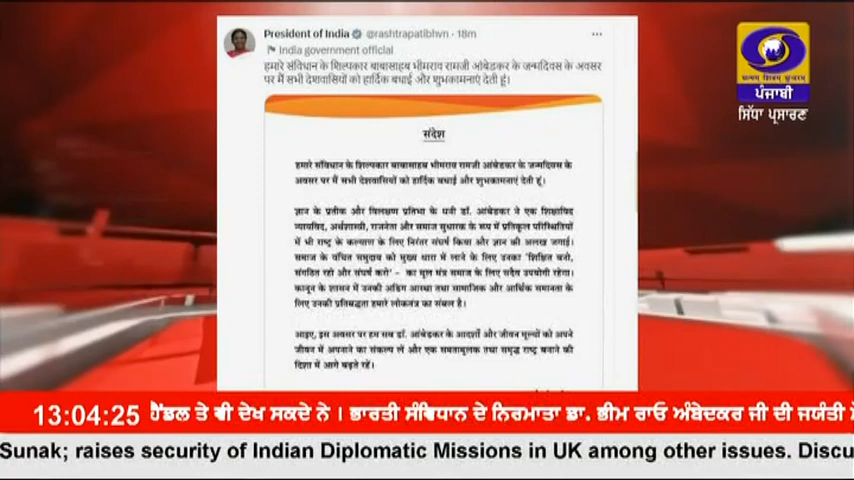 President of India @rashtrapatibhvn · 18m
India government official
हमारे संविधान के शिल्पकार बाबासाहब भीमराव रामजी आंबेडकर के जन्मदिवस के अवसर
पर मैं सभी देशवासियों को हार्दिक बधाई और शुभकामनाएं देती हूं।
संदेश
हमारे संविधान के शिल्पकार बाबासाहब भीमराव रामजी आंबेडकर के जन्मदिवस के
अवसर पर मैं सभी देशवासियों को हार्दिक बधाई और शुभकामनाएं देती हूं।
ज्ञान के प्रतीक और विलक्षण प्रतिभा के धनी डॉ. आंबेडकर ने एक शिक्षाविद
न्यायविद, अर्थशास्त्री, राजनेता और समाज सुधारक के रूप में प्रतिकूल परिस्थितियों
में भी राष्ट्र के कल्याण के लिए निरंतर संघर्ष किया और ज्ञान की अलख जगाई।
समाज के वंचित समुदाय को मुख्य धारा में लाने के लिए उनका 'शिक्षित बनो,
संगठित रहो और संघर्ष करो' - का मूल मंत्र समाज के लिए सदैव उपयोगी रहेगा।
कानून के शासन में उनकी अडिग आस्था तथा सामाजिक और आर्थिक समानता के
लिए उनकी प्रतिबद्धता हमारे लोकतंत्र का संबल है।
आइए, इस अवसर पर हम सब डॉ. आंबेडकर के आदर्शों और जीवन मूल्यों को अपने
जीवन में अपनाने का संकल्प लें और एक समतामूलक तथा समृद्ध राष्ट्र बनाने की
दिशा में आगे बढ़ते रहें।
सत्यम् शिवम् सुन्दरम्
ਪੰਜਾਬੀ
ਸਿੱਧਾ ਪ੍ਰਸਾਰਣ
13:04:25 ਹੈਂਡਲ ਤੇ ਵੀ ਦੇਖ ਸਕਦੇ ਨੇ । ਭਾਰਤੀ ਸੰਵਿਧਾਨ ਦੇ ਨਿਰਮਾਤਾ ਡਾ. ਭੀਮ ਰਾਓ ਅੰਬੇਦਕਰ ਜੀ ਦੀ ਜਯੰਤੀ
Sunak; raises security of Indian Diplomatic Missions in UK among other issues. Discu